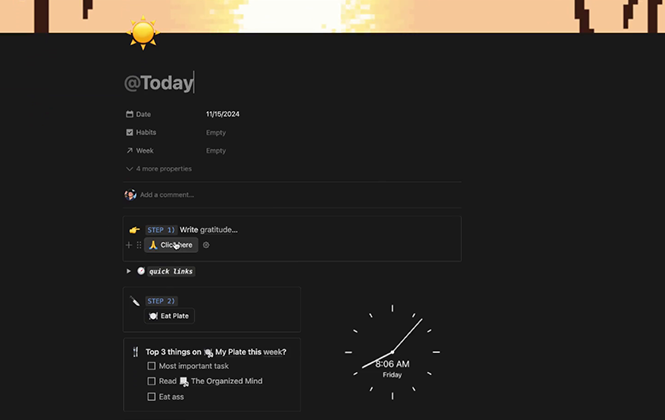 @Today
Date 11/15/2024
Habits Empty
Week Empty
4 more properties
Add a comment...
STEP 1) Write gratitude...
Click here
quick links
STEP 2)
Eat Plate
Top 3 things on My Plate this week?
Most important task
Read The Organized Mind
Eat ass
8:06 AM
Friday